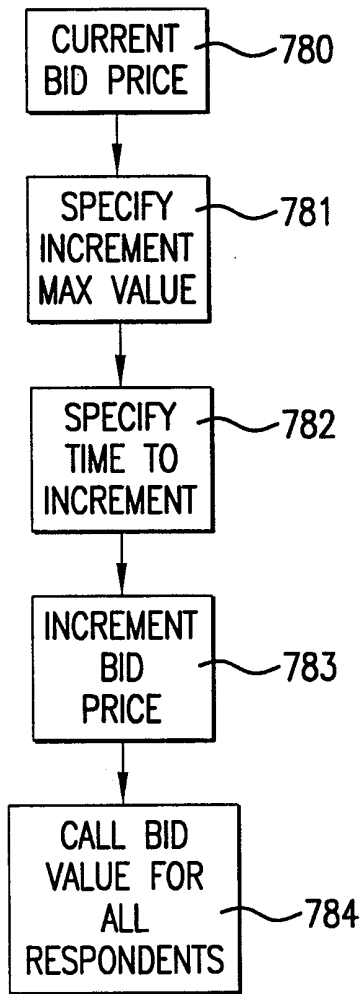 CURRENT
BID PRICE
780
SPECIFY
INCREMENT
MAX VALUE
781
SPECIFY
TIME TO
INCREMENT
782
INCREMENT
BID
PRICE
783
CALL BID
VALUE FOR
ALL
RESPONDENTS
784